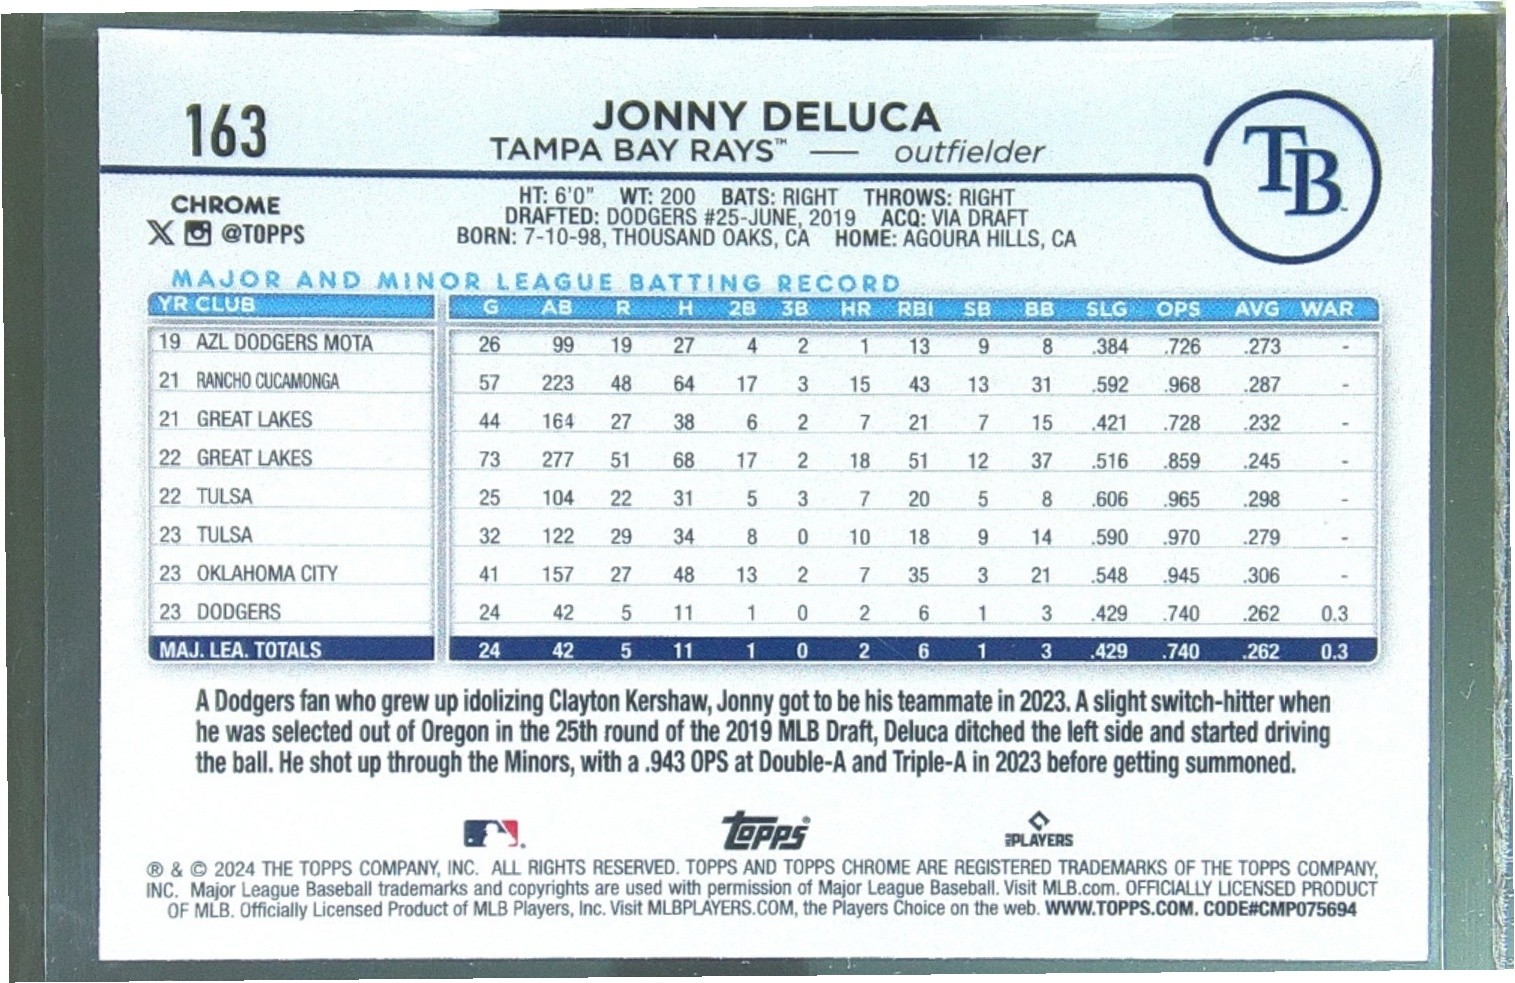 163
JONNY DELUCA
TAMPA BAY RAYS™ — outfielder
TB
CHROME
@TOPPS
HT: 6'0" WT: 200 BATS: RIGHT THROWS: RIGHT
DRAFTED: DODGERS #25-JUNE, 2019 ACQ: VIA DRAFT
BORN: 7-10-98, THOUSAND OAKS, CA HOME: AGOURA HILLS, CA
MAJOR AND MINOR LEAGUE BATTING RECORD
YR CLUB G AB R H 2B 3B HR RBI SB BB SLG OPS AVG WAR
19 AZL DODGERS MOTA 26 99 19 27 4 2 1 13 9 8 .384 .726 .273 -
21 RANCHO CUCAMONGA 57 223 48 64 17 3 15 43 13 31 .592 .968 .287 -
21 GREAT LAKES 44 164 27 38 6 2 7 21 7 15 .421 .728 .232 -
22 GREAT LAKES 73 277 51 68 17 2 18 51 12 37 .516 .859 .245 -
22 TULSA 25 104 22 31 5 3 7 20 5 8 .606 .965 .298 -
23 TULSA 32 122 29 34 8 0 10 18 9 14 .590 .970 .279 -
23 OKLAHOMA CITY 41 157 27 48 13 2 7 35 3 21 .548 .945 .306 -
23 DODGERS 24 42 5 11 1 0 2 6 1 3 .429 .740 .262 0.3
MAJ. LEA. TOTALS 24 42 5 11 1 0 2 6 1 3 .429 .740 .262 0.3
A Dodgers fan who grew up idolizing Clayton Kershaw, Jonny got to be his teammate in 2023. A slight switch-hitter when
he was selected out of Oregon in the 25th round of the 2019 MLB Draft, Deluca ditched the left side and started driving
the ball. He shot up through the Minors, with a .943 OPS at Double-A and Triple-A in 2023 before getting summoned.
Topps®
PLAYERS
® & © 2024 THE TOPPS COMPANY, INC. ALL RIGHTS RESERVED. TOPPS AND TOPPS CHROME ARE REGISTERED TRADEMARKS OF THE TOPPS COMPANY,
INC. Major League Baseball trademarks and copyrights are used with permission of Major League Baseball. Visit MLB.com. OFFICIALLY LICENSED PRODUCT
OF MLB. Officially Licensed Product of MLB Players, Inc. Visit MLBPLAYERS.COM, the Players Choice on the web. WWW.TOPPS.COM. CODE#CMP075694